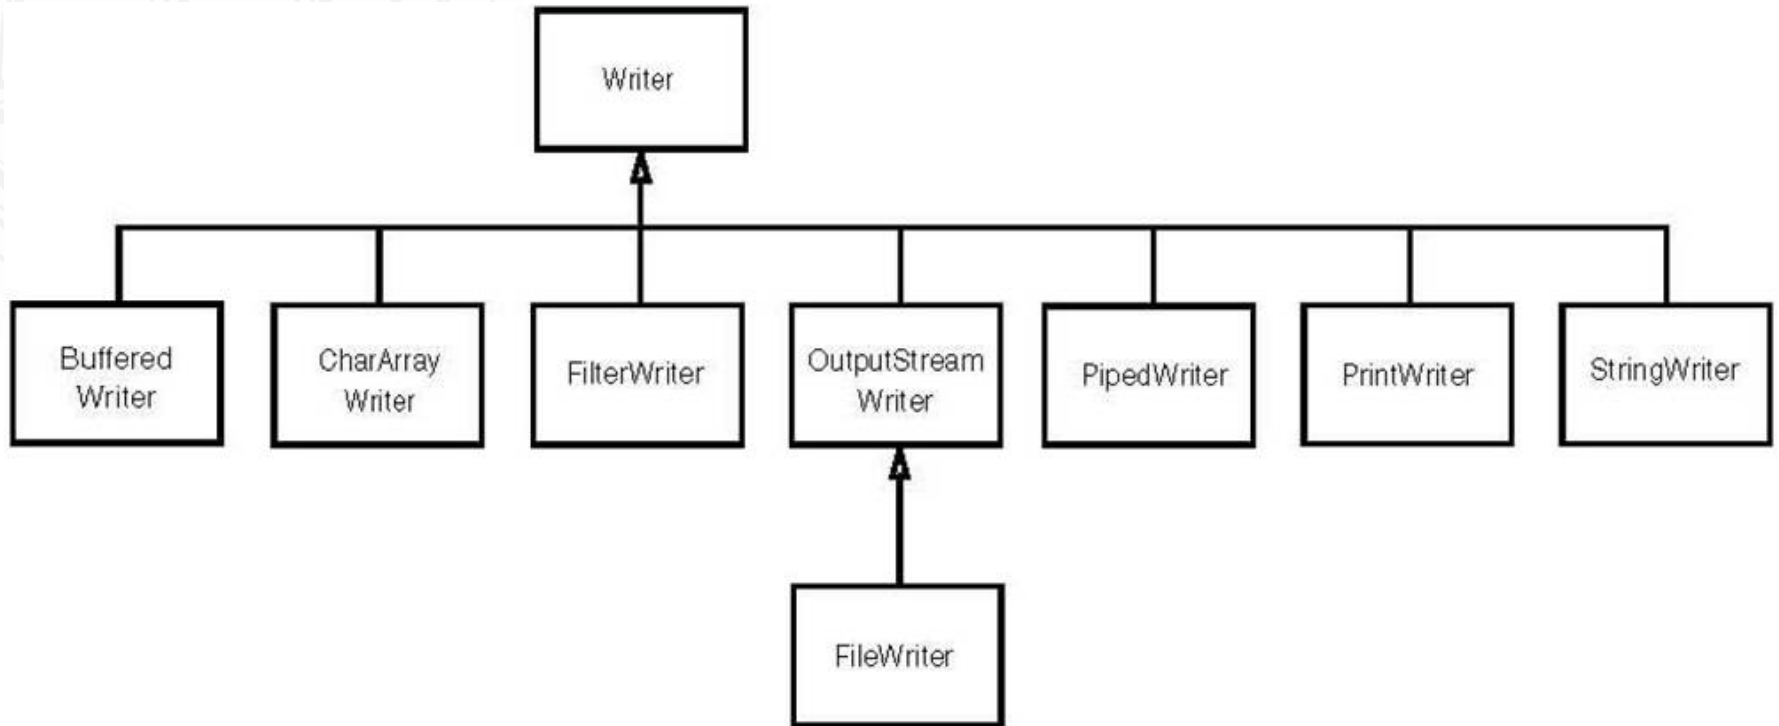 Writer
Buffered
Writer
CharArray
Writer
FilterWriter
OutputStream
Writer
PipedWriter
PrintWriter
StringWriter
FileWriter